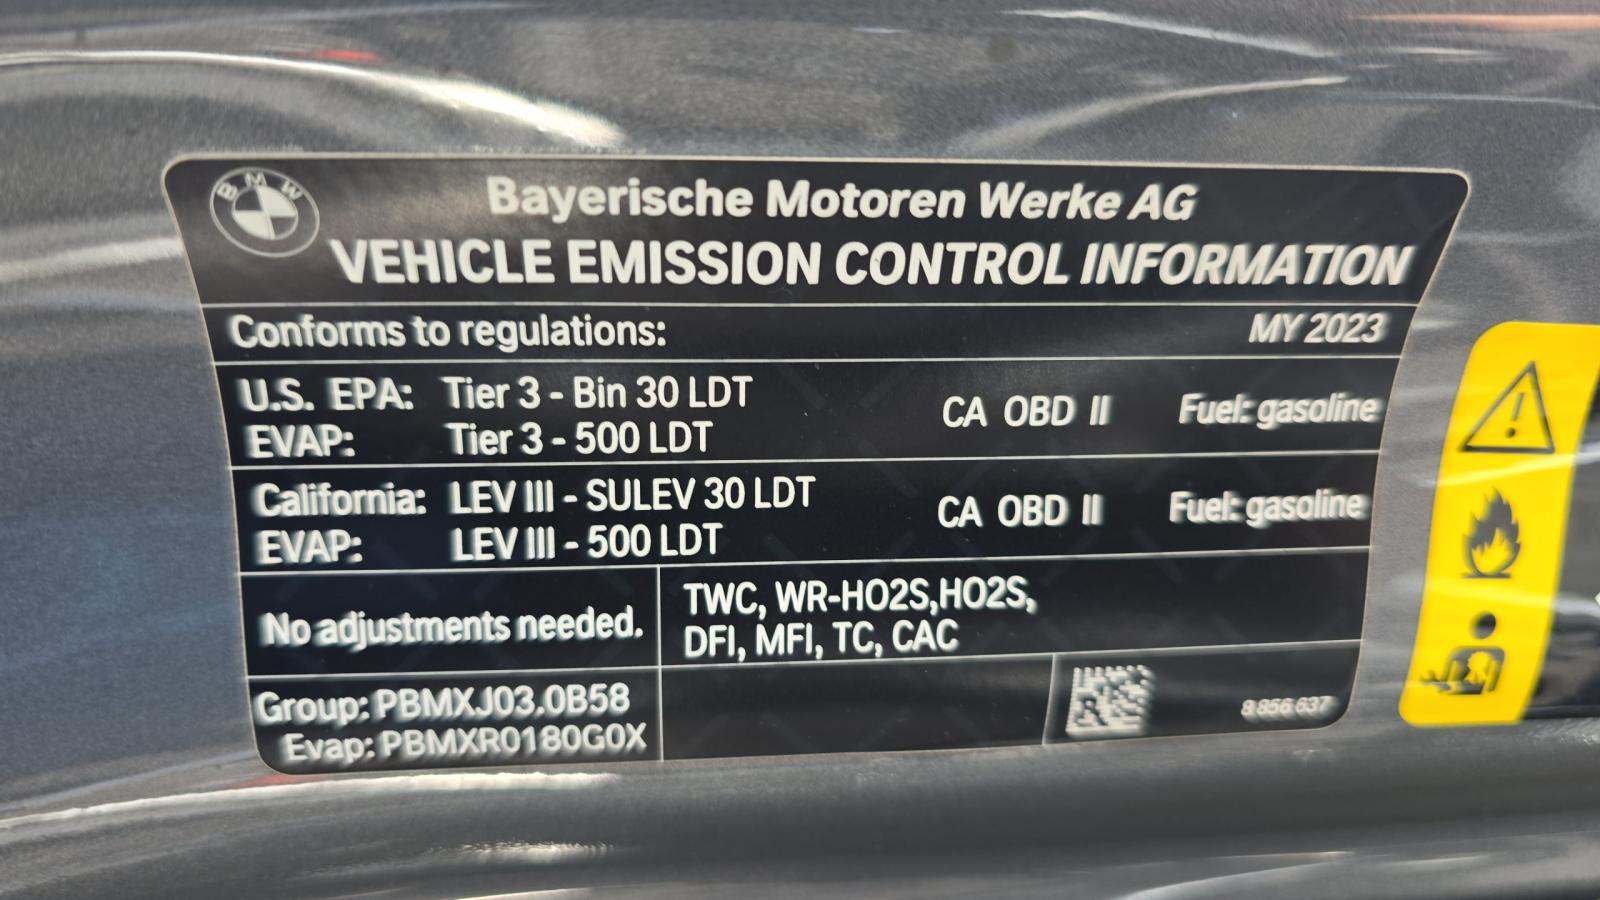 BMW
Bayerische Motoren Werke AG
VEHICLE EMISSION CONTROL INFORMATION
Conforms to regulations: MY 2023
U.S. EPA: Tier 3 - Bin 30 LDT CA OBD II Fuel: gasoline
EVAP: Tier 3 - 500 LDT
California: LEV III - SULEV 30 LDT CA OBD II Fuel: gasoline
EVAP: LEV III - 500 LDT
No adjustments needed.
TWC, WR-HO2S,HO2S,
DFI, MFI, TC, CAC
Group: PBMXJ03.0B58
Evap: PBMXR0180G0X
8 856 637